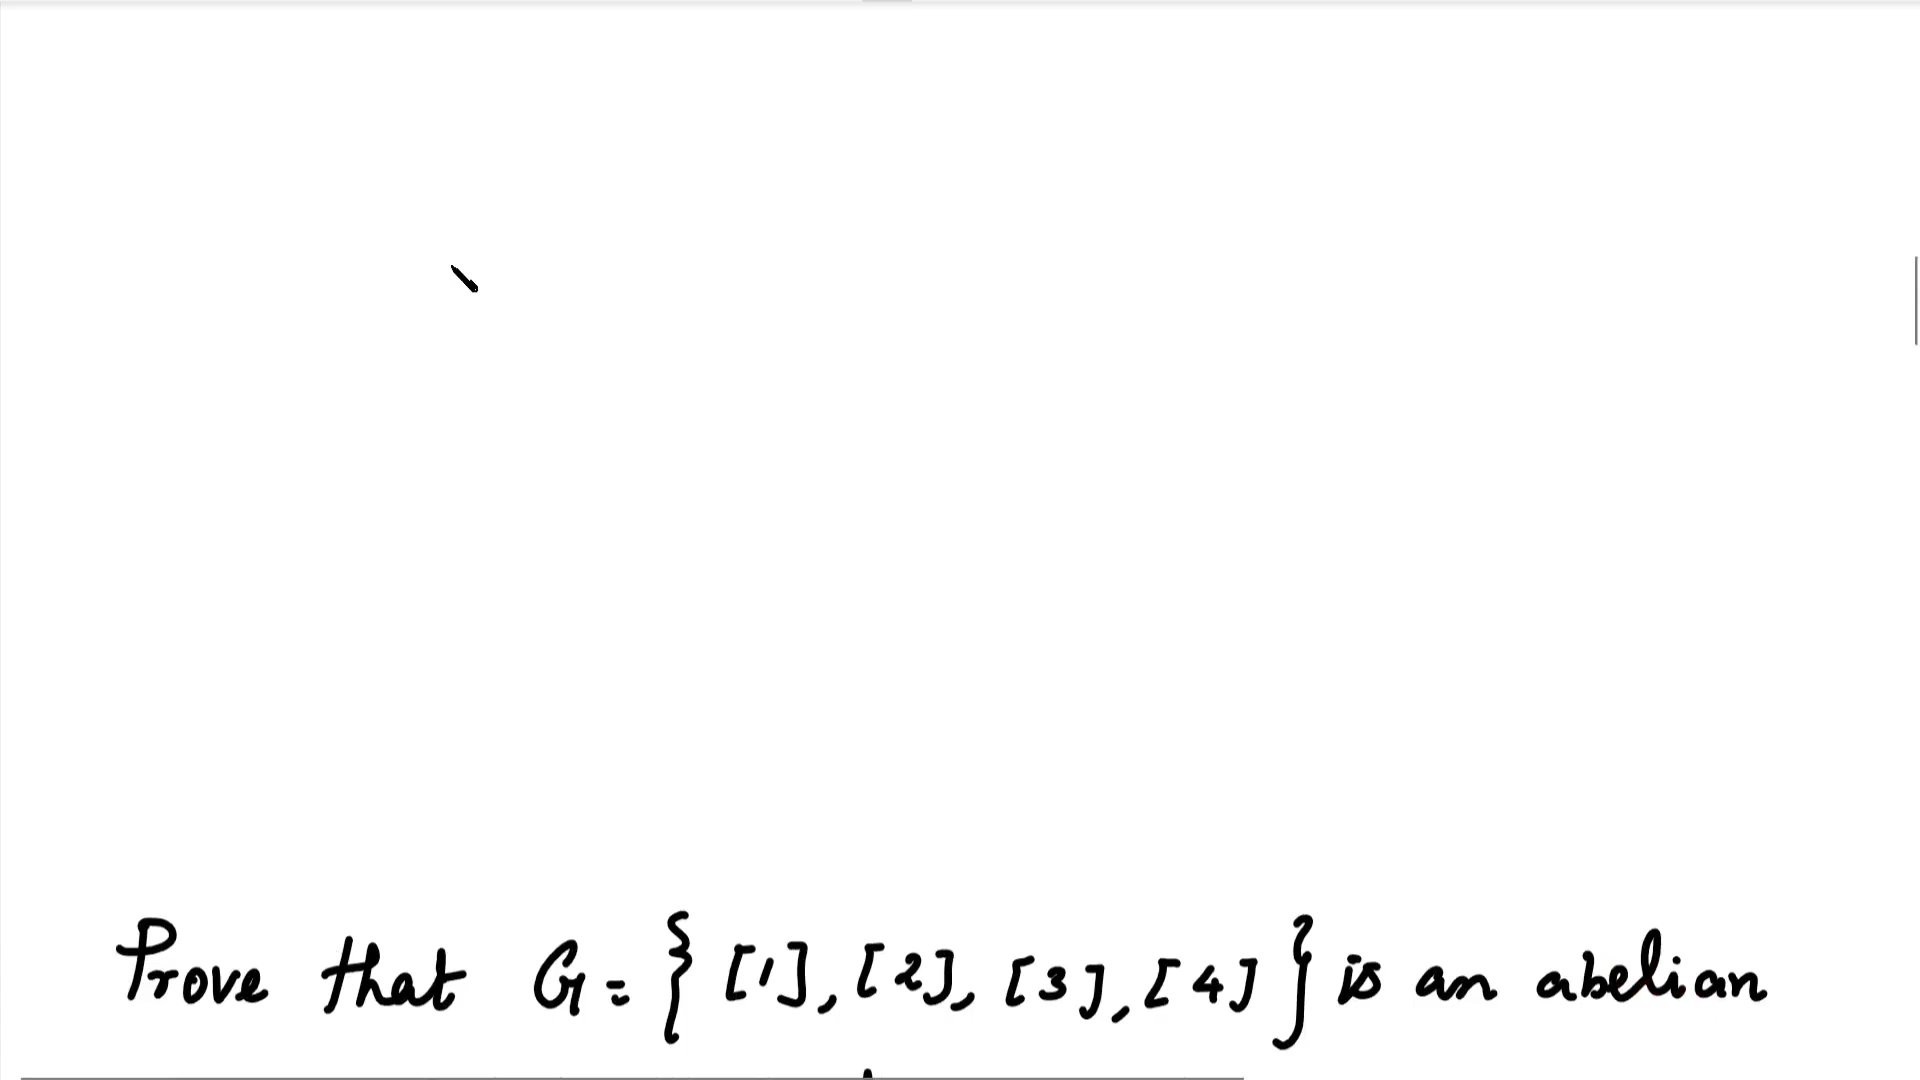 Prove that G = { [1], [2], [3], [4] } is an abelian